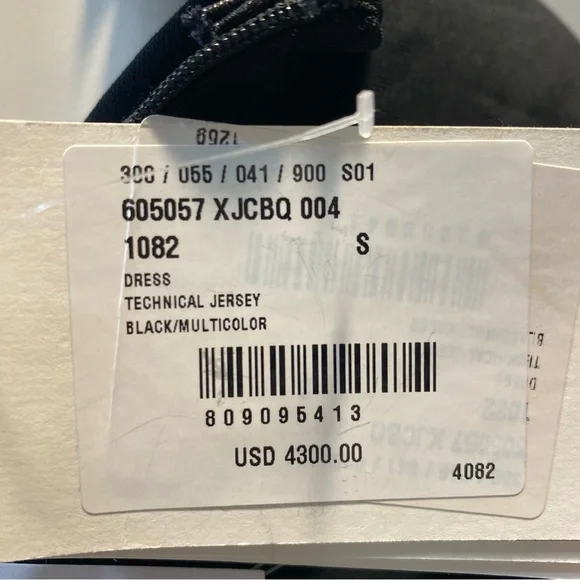 126g
300 / 055 / 041 / 900 S01
605057 XJCBQ 004
1082 S
DRESS
TECHNICAL JERSEY
BLACK/MULTICOLOR
809095413
USD 4300.00
4082